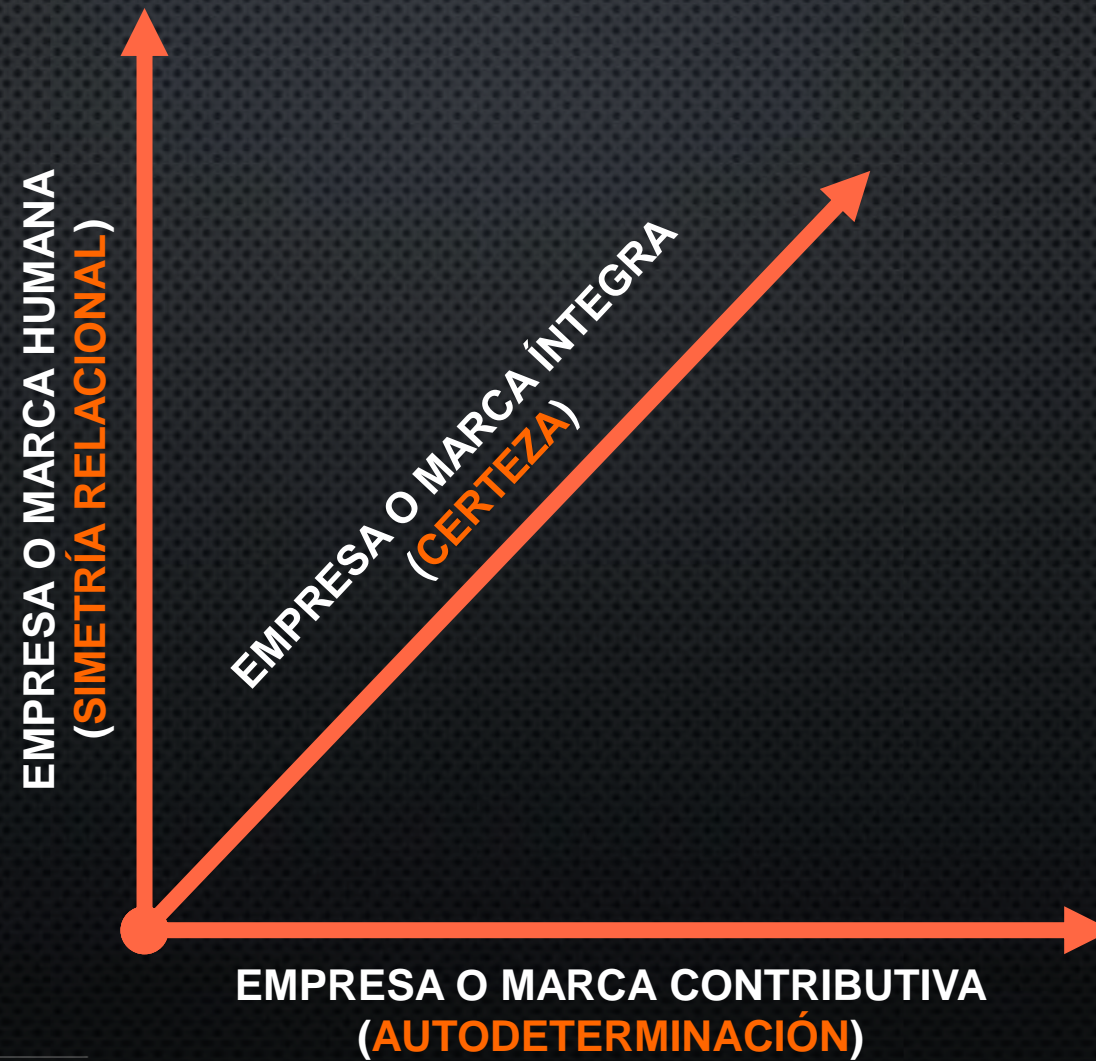 EMPRESA O MARCA HUMANA
(SIMETRÍA RELACIONAL)
EMPRESA O MARCA ÍNTEGRA
(CERTEZA)
EMPRESA O MARCA CONTRIBUTIVA
(AUTODETERMINACIÓN)